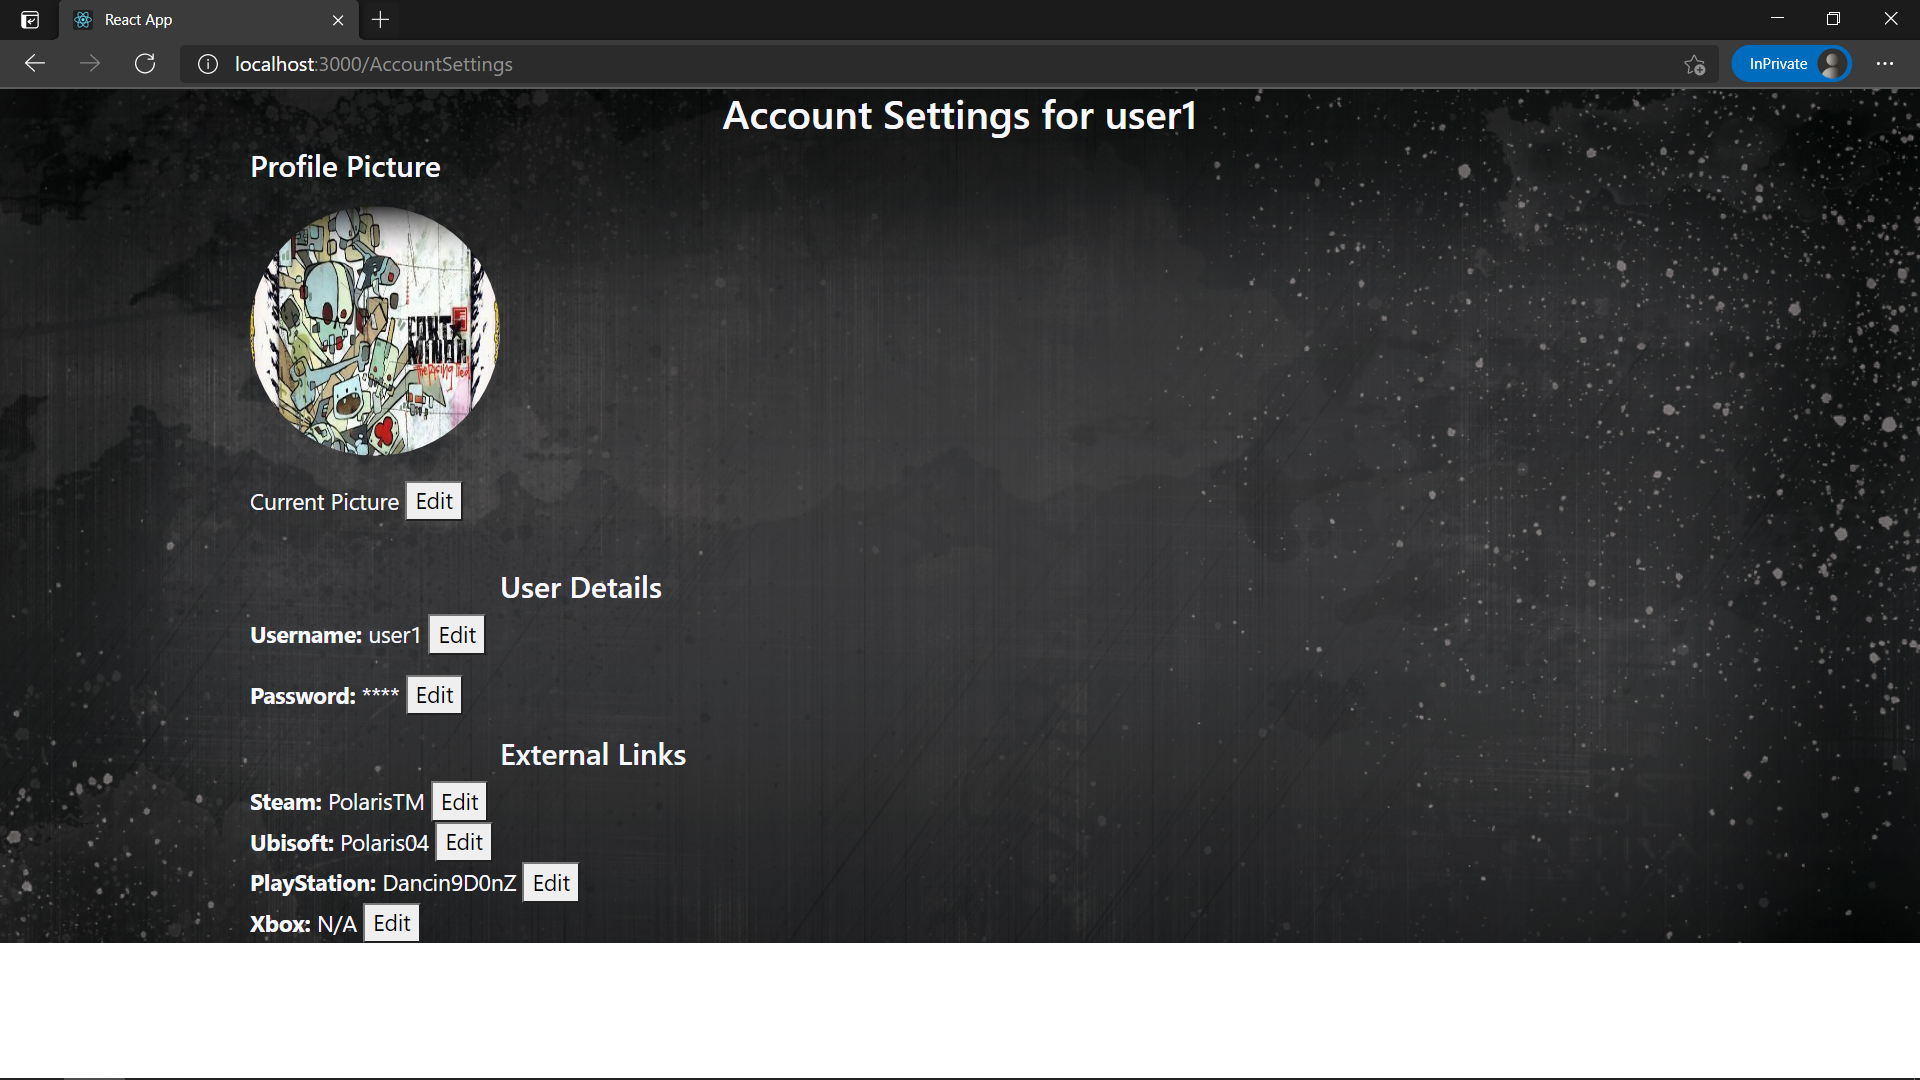 React App
localhost:3000/AccountSettings
InPrivate
Account Settings for user1
Profile Picture
FORT MINOR
The Rising Tied
Current Picture Edit
User Details
Username: user1 Edit
Password: **** Edit
External Links
Steam: PolarisTM Edit
Ubisoft: Polaris04 Edit
PlayStation: Dancin9D0nZ Edit
Xbox: N/A Edit